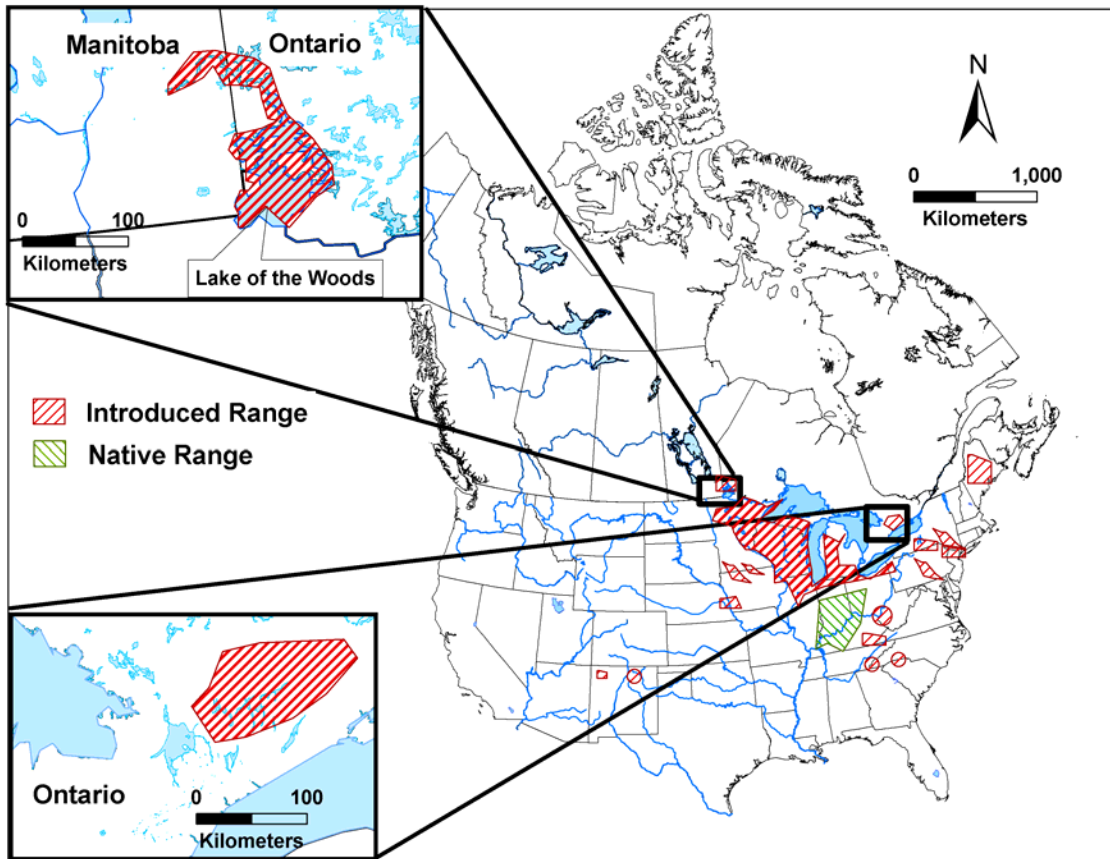 Manitoba Ontario
0 100
Kilometers
Lake of the Woods
N
0 1,000
Kilometers
Introduced Range
Native Range
Ontario
0 100
Kilometers